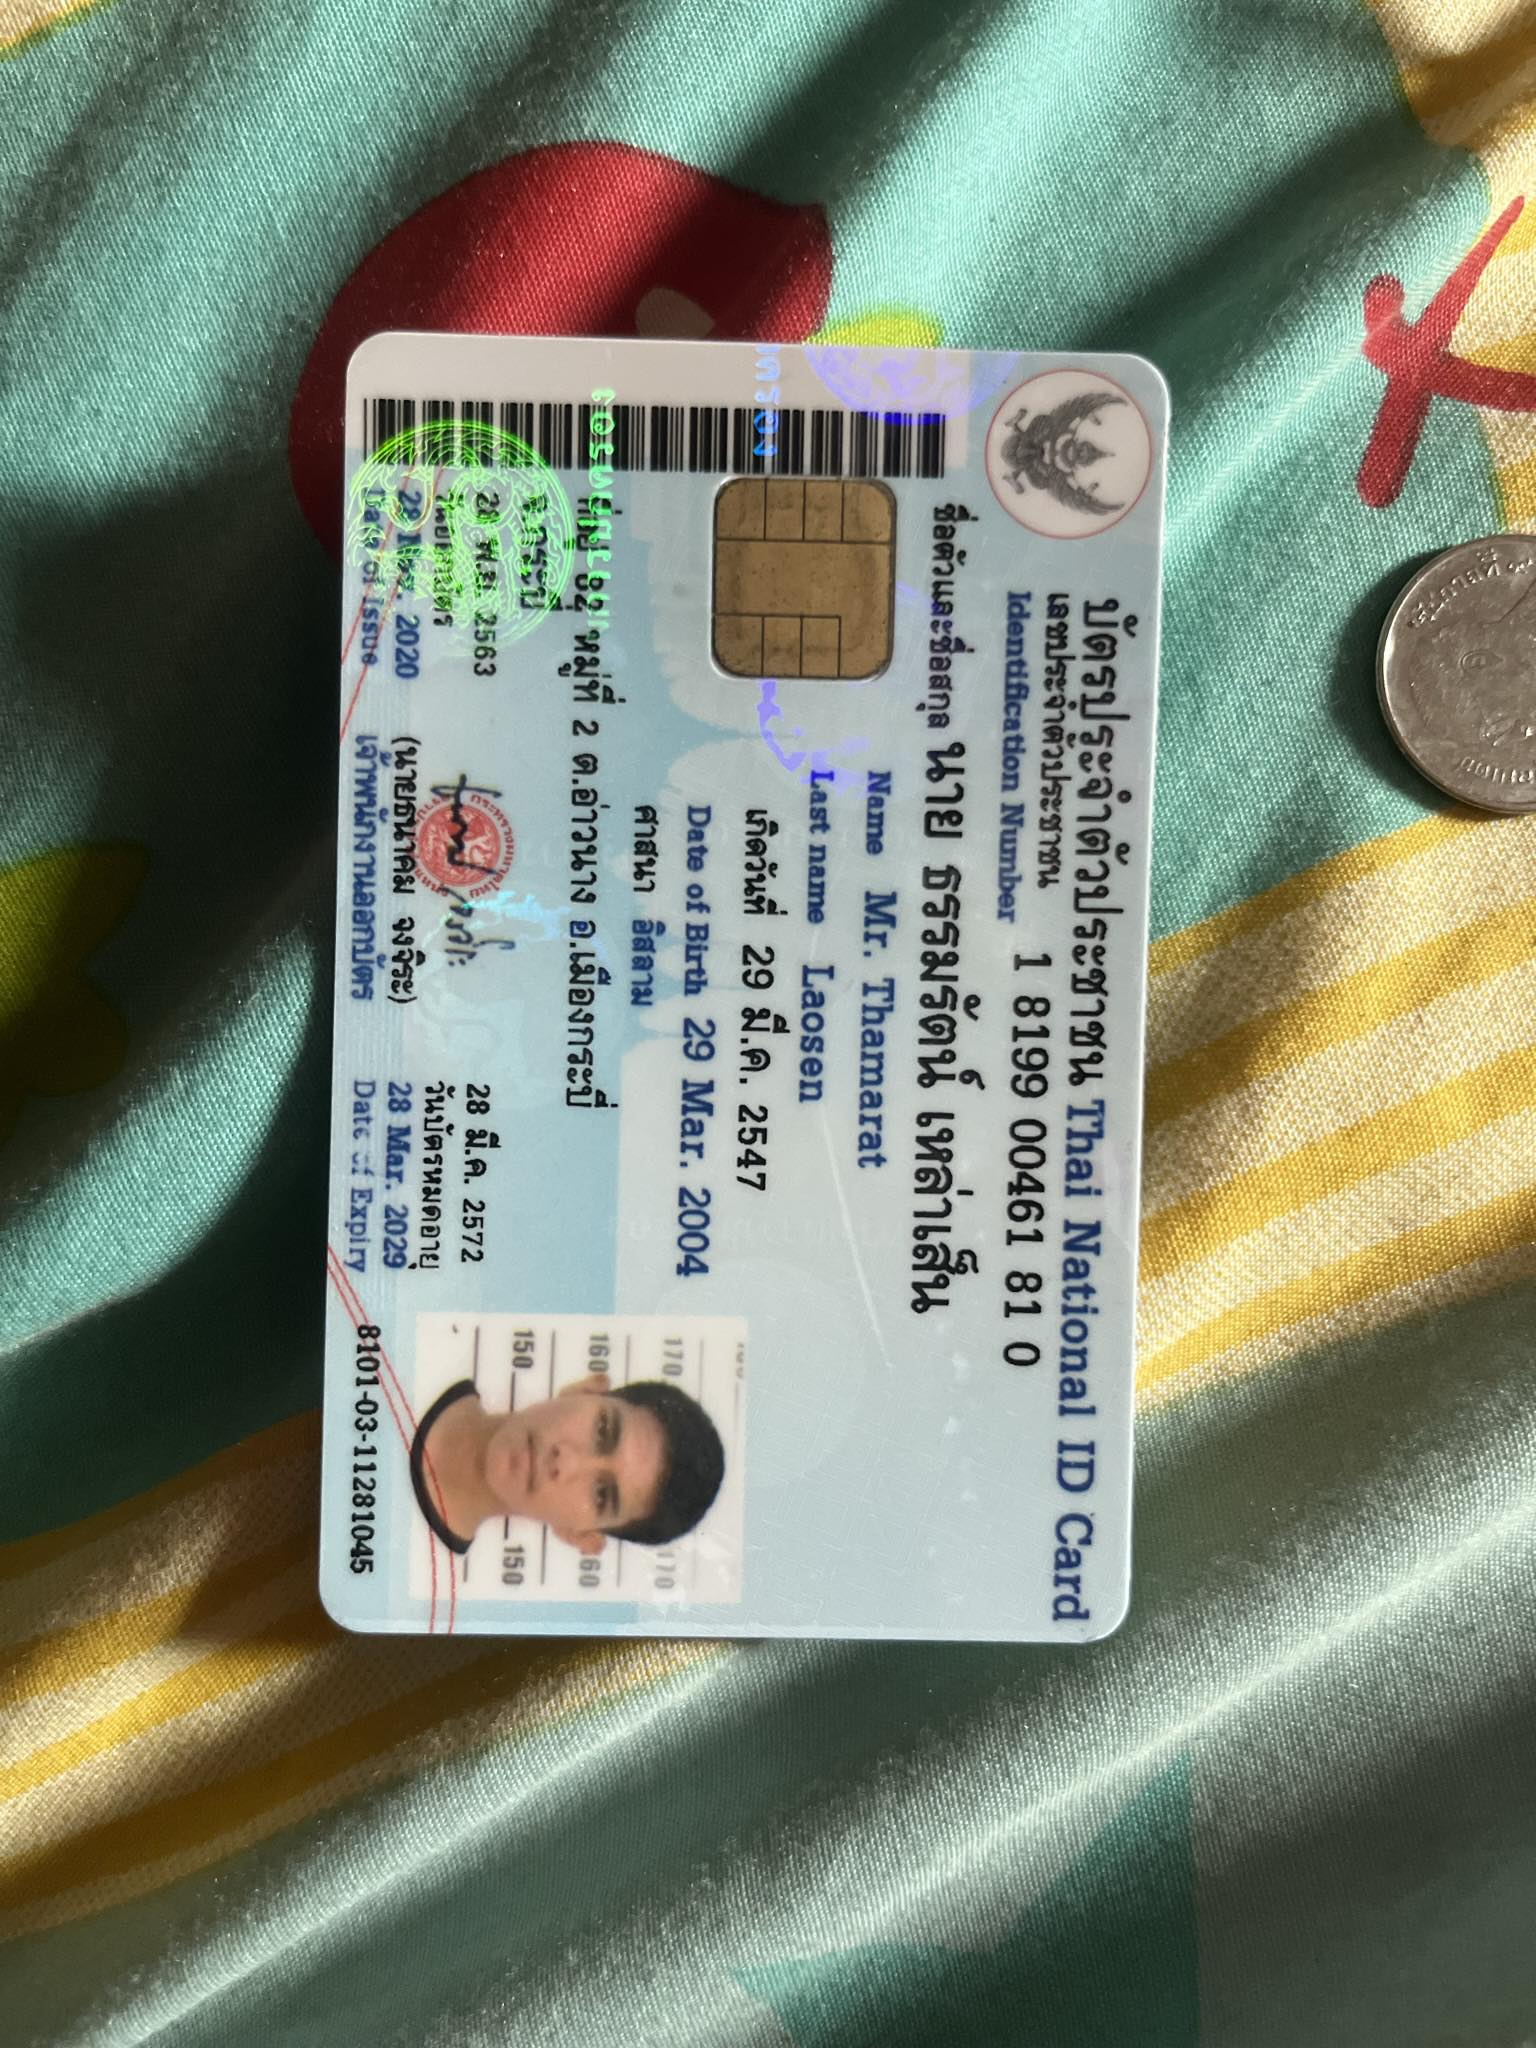 บัตรประจำตัวประชาชน Thai National ID Card
เลขประจำตัวประชาชน
Identification Number
1 8199 00461 81 0
ชื่อตัวและชื่อสกุล นาย ธรรมรัตน์ เหล่าเส็น
Name Mr. Thamarat
Last name Laosen
เกิดวันที่ 29 มี.ค. 2547
Date of Birth 29 Mar. 2004
ศาสนา อิสลาม
หมู่ที่ 2 ต.อ่าวนาง อ.เมืองกระบี่
จ.กระบี่
พ.ย. 2563
วันออกบัตร
28 Nov. 2020
Date of Issue
(นายธนาคม จงจิระ)
เจ้าพนักงานออกบัตร
28 มี.ค. 2572
วันบัตรหมดอายุ
28 Mar. 2029
Date of Expiry
170
160
150
170
160
150
8101-03-11281045